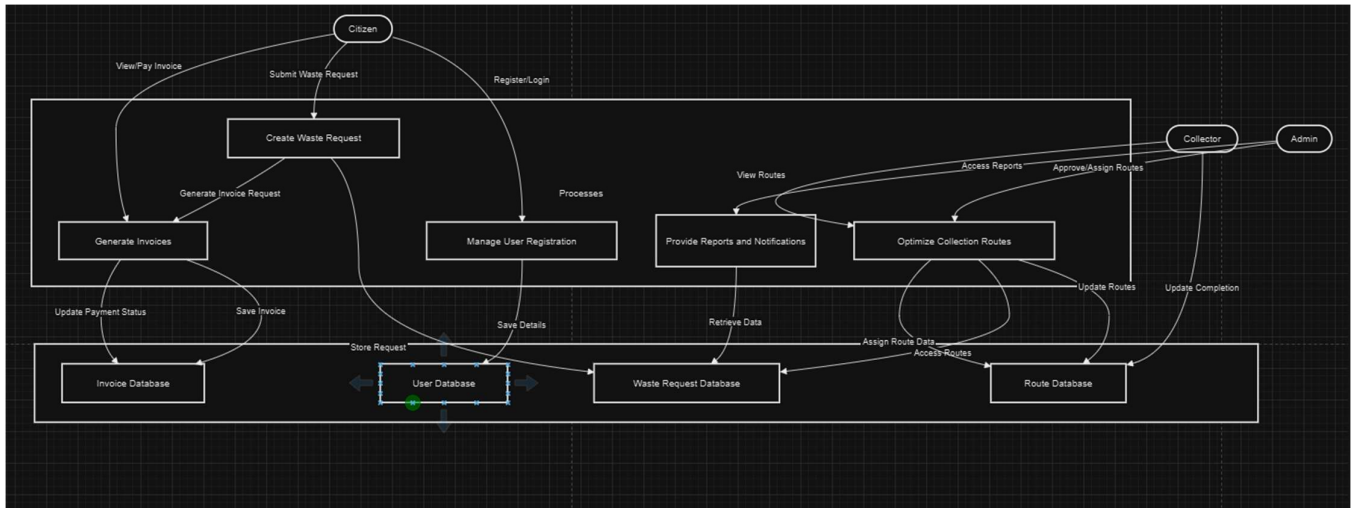 Citizen
View/Pay Invoice
Submit Waste Request
Register/Login
Create Waste Request
Collector
Admin
Access Reports
Approve/Assign Routes
View Routes
Generate Invoice Request
Processes
Generate Invoices
Manage User Registration
Provide Reports and Notifications
Optimize Collection Routes
Update Routes
Update Completion
Update Payment Status
Save Invoice
Save Details
Retrieve Data
Store Request
Assign Route Data
Access Routes
Invoice Database
User Database
Waste Request Database
Route Database